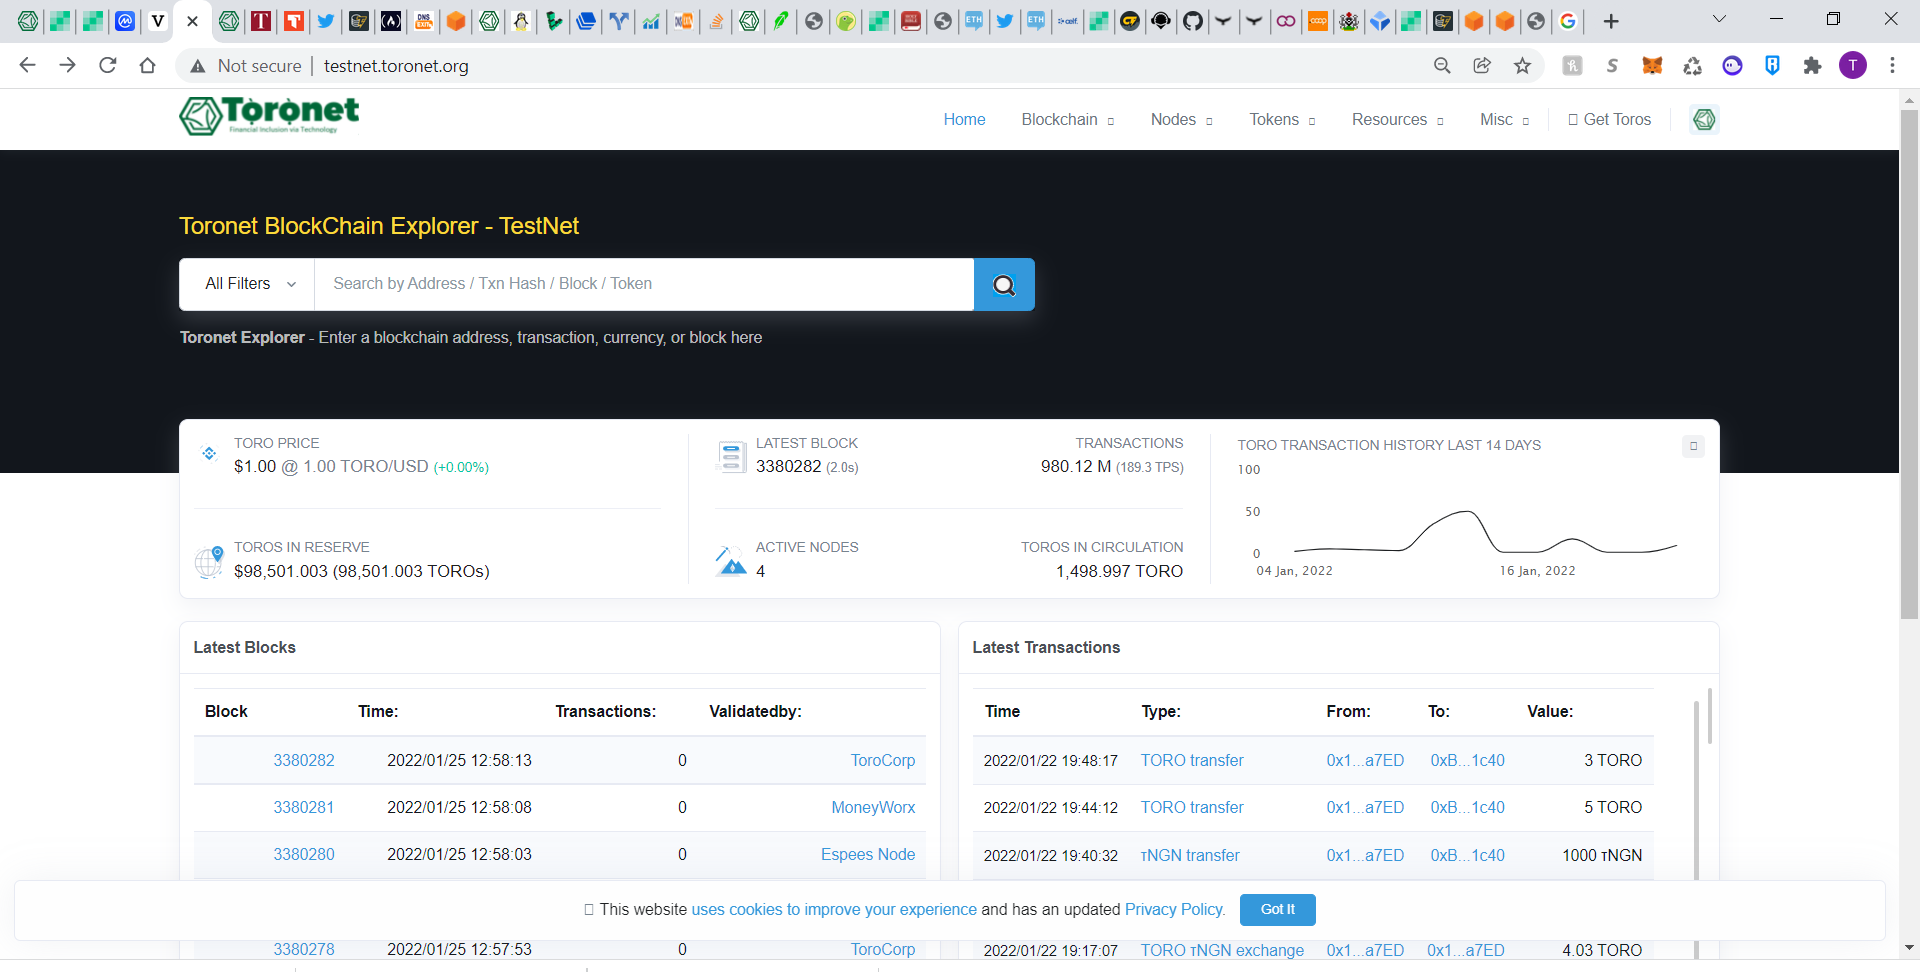 Not secure
testnet.toronet.org
T
Tòrònet
Financial Inclusion via Technology
Home
Blockchain
Nodes
Tokens
Resources
Misc
Get Toros
Toronet BlockChain Explorer - TestNet
All Filters
Search by Address / Txn Hash / Block / Token
Toronet Explorer - Enter a blockchain address, transaction, currency, or block here
TORO PRICE
$1.00 @ 1.00 TORO/USD (+0.00%)
TOROS IN RESERVE
$98,501.003 (98,501.003 TOROs)
LATEST BLOCK
3380282 (2.0s)
TRANSACTIONS
980.12 M (189.3 TPS)
ACTIVE NODES
4
TOROS IN CIRCULATION
1,498.997 TORO
TORO TRANSACTION HISTORY LAST 14 DAYS
100
50
0
04 Jan, 2022
16 Jan, 2022
Latest Blocks
Block Time: Transactions: Validatedby:
3380282 2022/01/25 12:58:13 0 ToroCorp
3380281 2022/01/25 12:58:08 0 MoneyWorx
3380280 2022/01/25 12:58:03 0 Espees Node
3380278 2022/01/25 12:57:53 0 ToroCorp
Latest Transactions
Time Type: From: To: Value:
2022/01/22 19:48:17 TORO transfer 0x1...a7ED 0xB...1c40 3 TORO
2022/01/22 19:44:12 TORO transfer 0x1...a7ED 0xB...1c40 5 TORO
2022/01/22 19:40:32 τNGN transfer 0x1...a7ED 0xB...1c40 1000 τNGN
2022/01/22 19:17:07 TORO τNGN exchange 0x1...a7ED 0x1...a7ED 4.03 TORO
This website uses cookies to improve your experience and has an updated Privacy Policy.
Got It